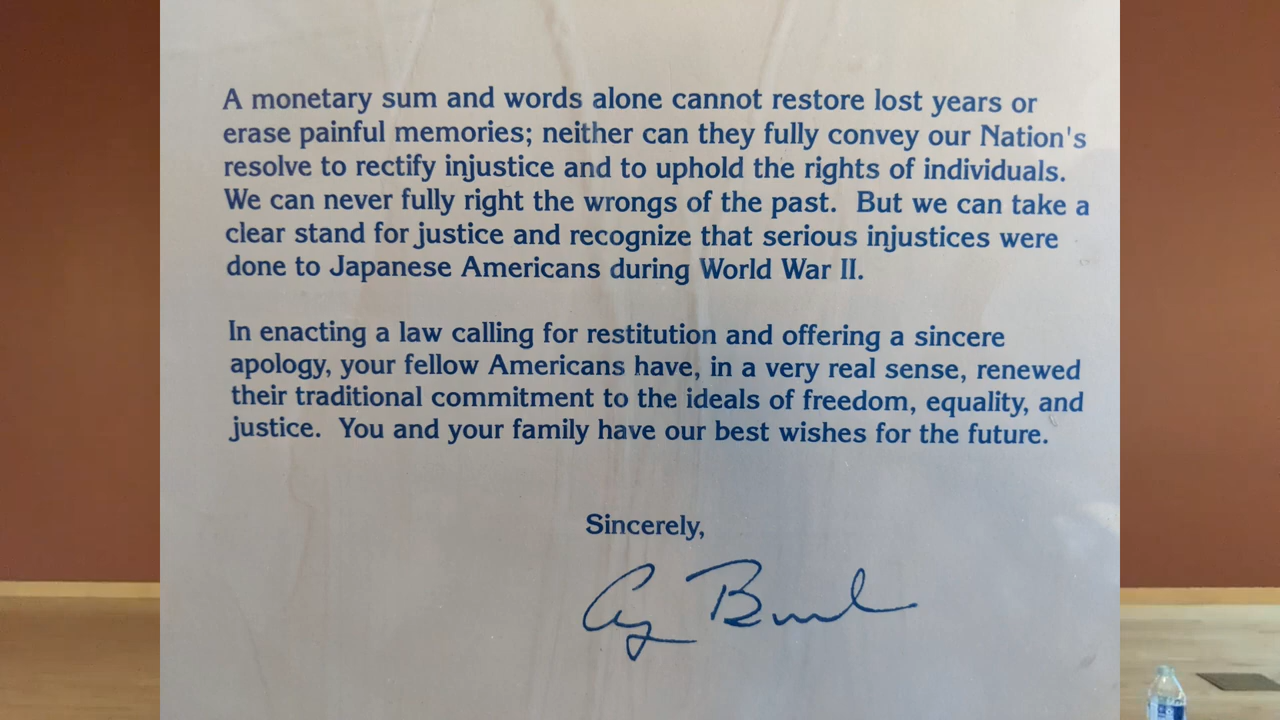 A monetary sum and words alone cannot restore lost years or
erase painful memories; neither can they fully convey our Nation's
resolve to rectify injustice and to uphold the rights of individuals.
We can never fully right the wrongs of the past.  But we can take a
clear stand for justice and recognize that serious injustices were
done to Japanese Americans during World War II.
In enacting a law calling for restitution and offering a sincere
apology, your fellow Americans have, in a very real sense, renewed
their traditional commitment to the ideals of freedom, equality, and
justice.  You and your family have our best wishes for the future.
Sincerely,